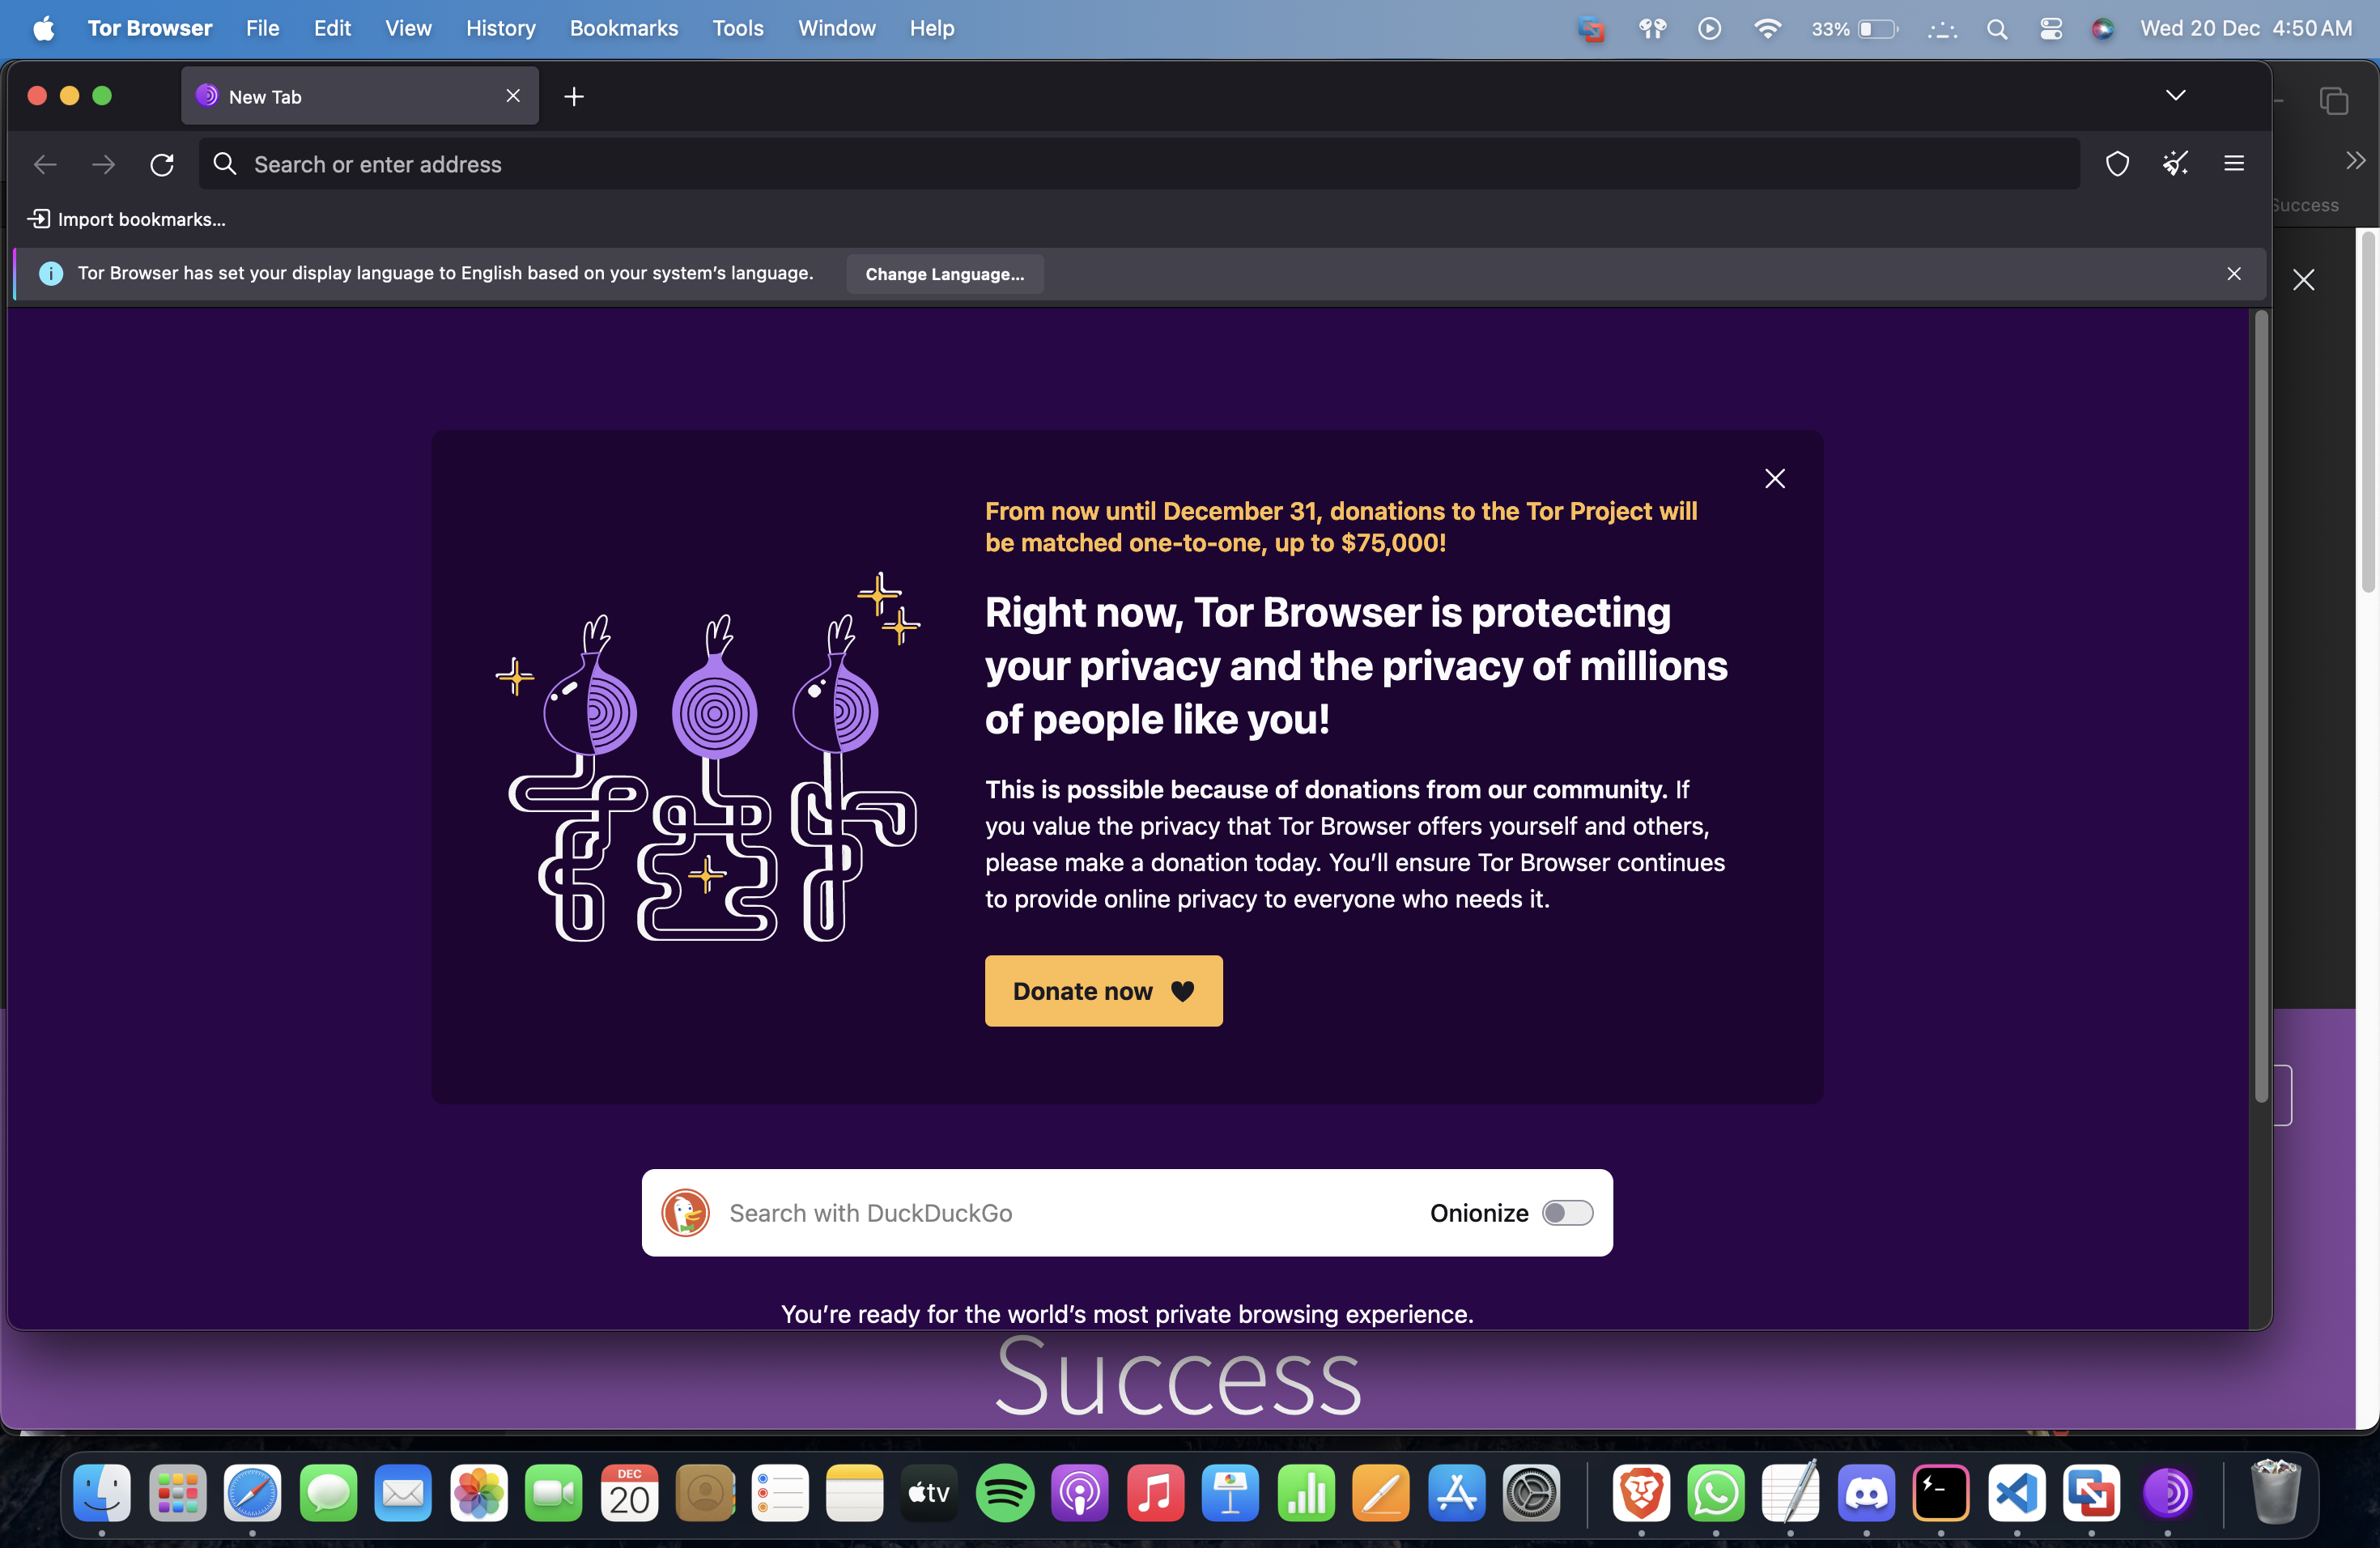 Tor Browser File Edit View History Bookmarks Tools Window Help 33% Wed 20 Dec 4:50 AM
New Tab
Search or enter address
Import bookmarks...
Success
Tor Browser has set your display language to English based on your system's language. Change Language...
From now until December 31, donations to the Tor Project will
be matched one-to-one, up to $75,000!
Right now, Tor Browser is protecting
your privacy and the privacy of millions
of people like you!
This is possible because of donations from our community. If
you value the privacy that Tor Browser offers yourself and others,
please make a donation today. You'll ensure Tor Browser continues
to provide online privacy to everyone who needs it.
Donate now
Search with DuckDuckGo Onionize
You're ready for the world's most private browsing experience.
Success
DEC
20
tv